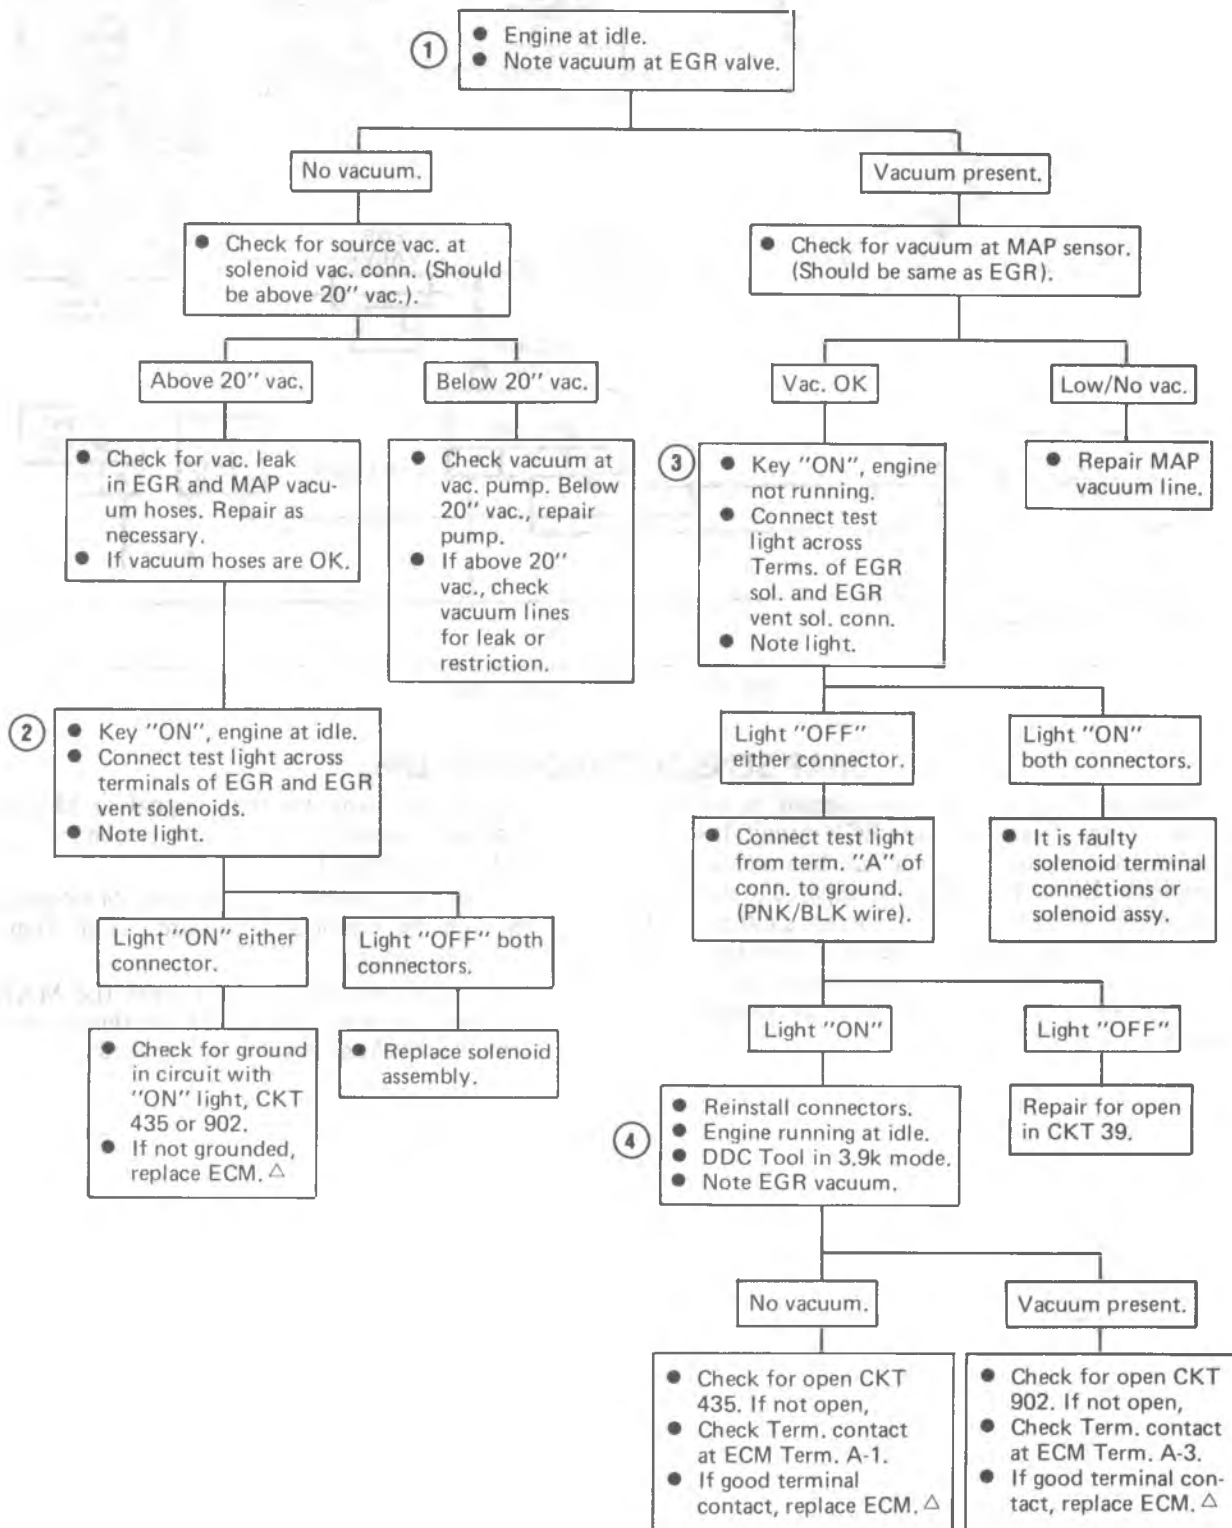 1
● Engine at idle.
● Note vacuum at EGR valve.
No vacuum.
Vacuum present.
● Check for source vac. at
solenoid vac. conn. (Should
be above 20" vac.).
● Check for vacuum at MAP sensor.
(Should be same as EGR).
Above 20" vac.
Below 20" vac.
Vac. OK
Low/No vac.
● Check for vac. leak
in EGR and MAP vacu-
um hoses. Repair as
necessary.
● If vacuum hoses are OK.
● Check vacuum at
vac. pump. Below
20" vac., repair
pump.
● If above 20"
vac., check
vacuum lines
for leak or
restriction.
3
● Key "ON", engine
not running.
● Connect test
light across
Terms. of EGR
sol. and EGR
vent sol. conn.
● Note light.
● Repair MAP
vacuum line.
2
● Key "ON", engine at idle.
● Connect test light across
terminals of EGR and EGR
vent solenoids.
● Note light.
Light "OFF"
either connector.
Light "ON"
both connectors.
● Connect test light
from term. "A" of
conn. to ground.
(PNK/BLK wire).
● It is faulty
solenoid terminal
connections or
solenoid assy.
Light "ON" either
connector.
Light "OFF" both
connectors.
Light "ON"
Light "OFF"
● Check for ground
in circuit with
"ON" light, CKT
435 or 902.
● If not grounded,
replace ECM. △
● Replace solenoid
assembly.
4
● Reinstall connectors.
● Engine running at idle.
● DDC Tool in 3.9k mode.
● Note EGR vacuum.
Repair for open
in CKT 39.
No vacuum.
Vacuum present.
● Check for open CKT
435. If not open,
● Check Term. contact
at ECM Term. A-1.
● If good terminal
contact, replace ECM. △
● Check for open CKT
902. If not open,
● Check Term. contact
at ECM Term. A-3.
● If good terminal con-
tact, replace ECM. △